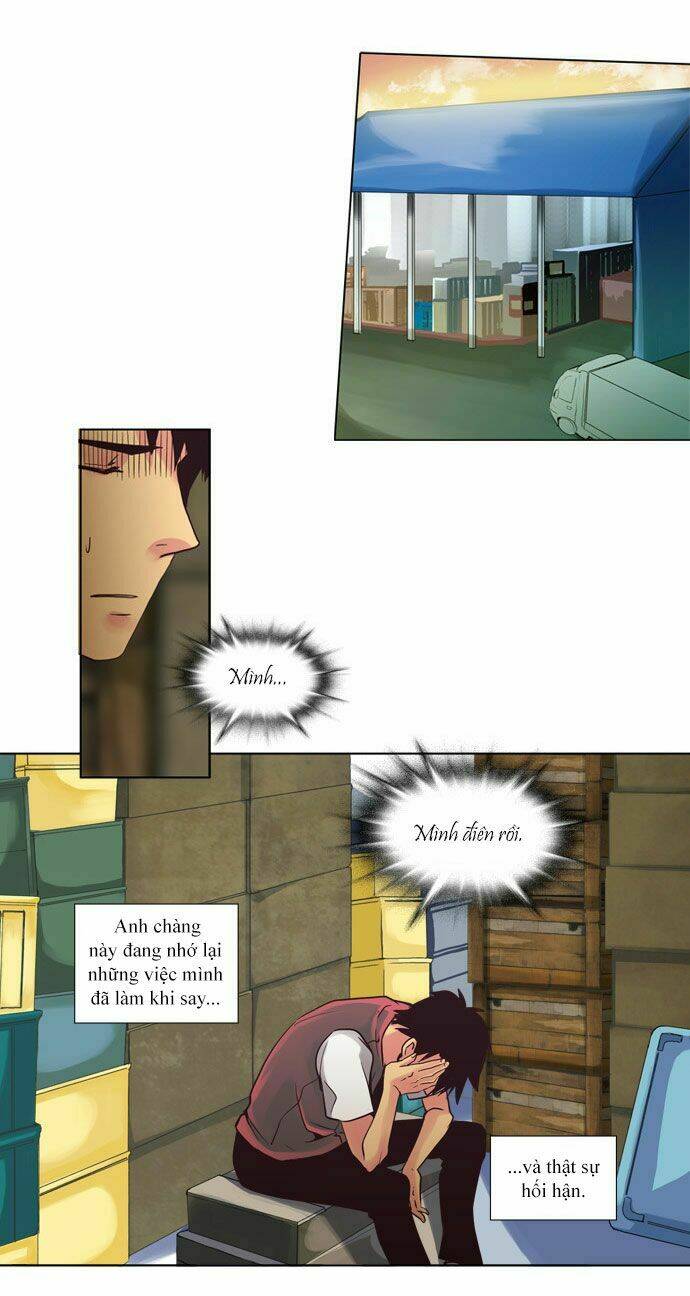 Mình...
Mình điên rồi.
Anh chàng
này đang nhớ lại
những việc mình
đã làm khi say...
...và thật sự
hối hận.